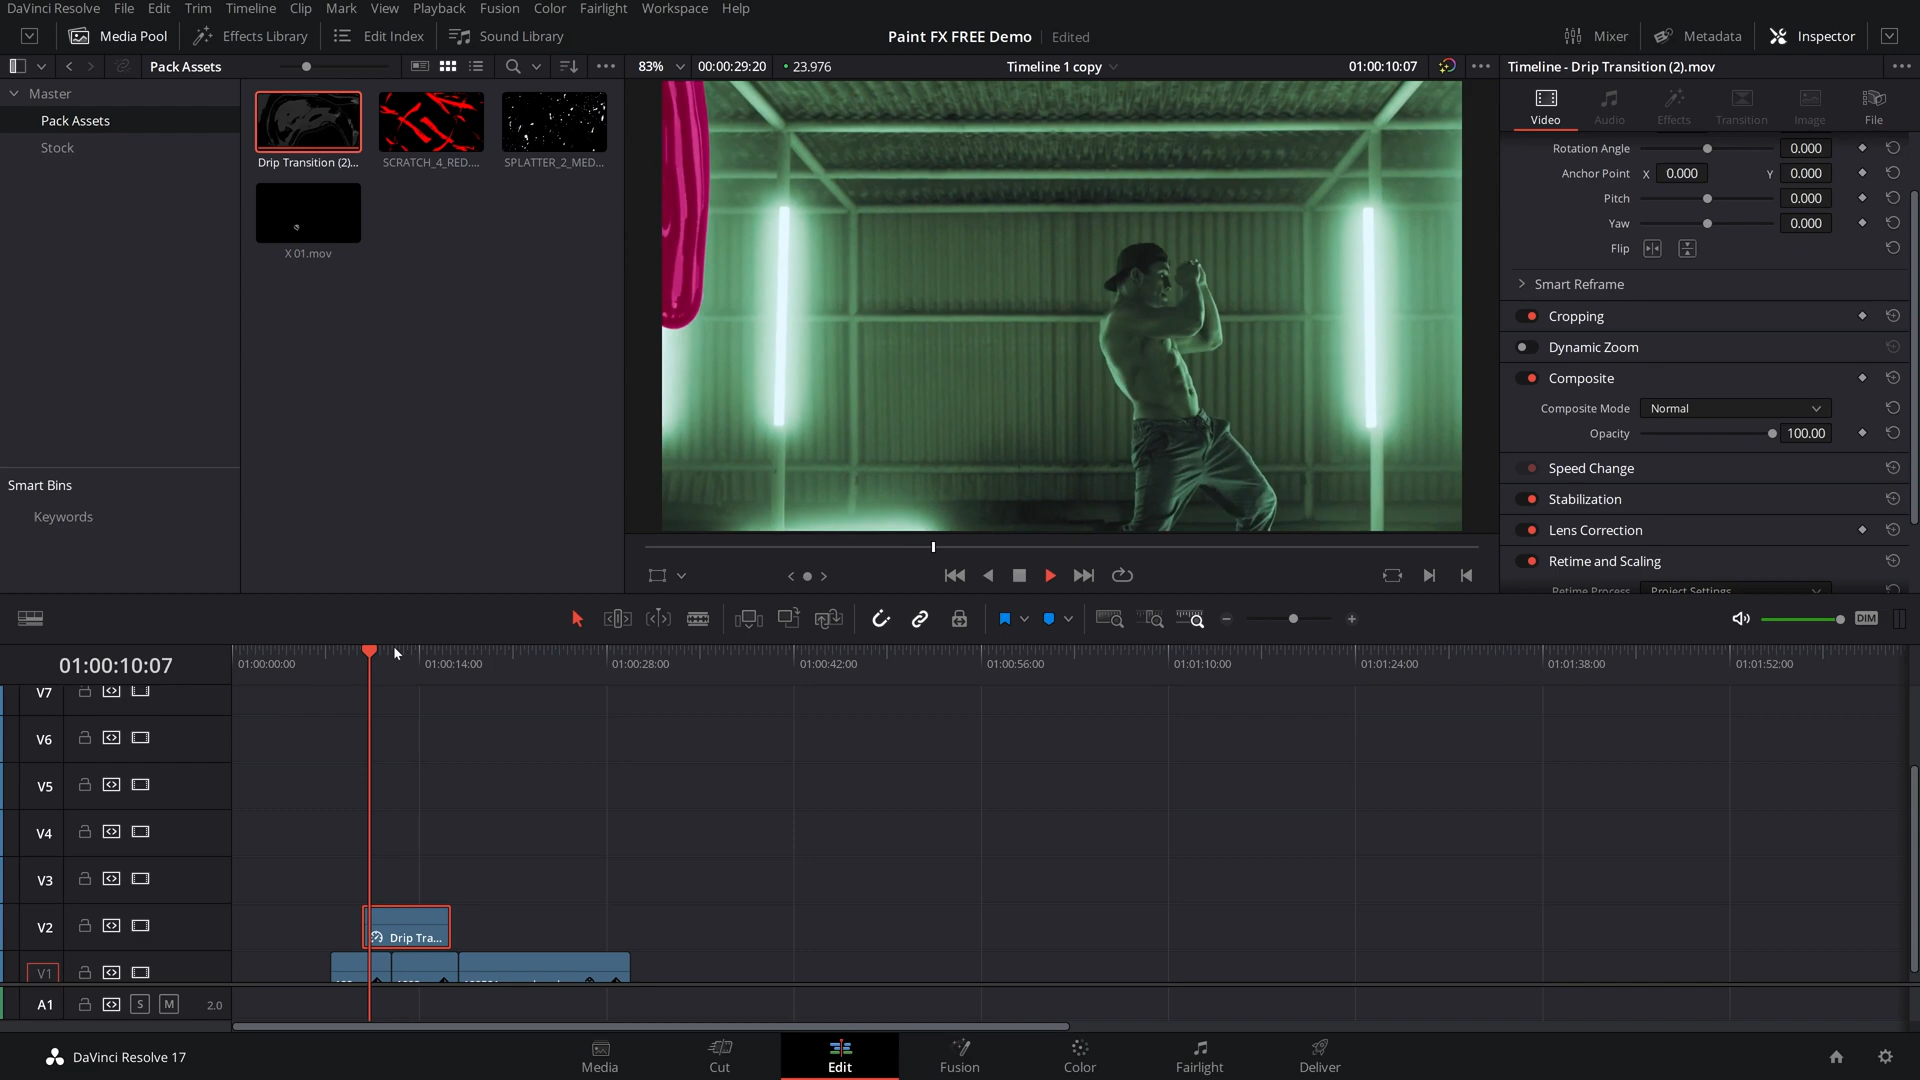 DaVinci Resolve File Edit Trim Timeline Clip Mark View Playback Fusion Color Fairlight Workspace Help
Media Pool Effects Library Edit Index Sound Library Paint FX FREE Demo Edited Mixer Metadata Inspector
Pack Assets 83% 00:00:29:20 23.976 Timeline 1 copy 01:00:10:07 Timeline - Drip Transition (2).mov
Master
Pack Assets
Stock
Drip Transition (2)... SCRATCH_4_RED.... SPLATTER_2_MED...
X 01.mov
Smart Bins
Keywords
Video Audio Effects Transition Image File
Rotation Angle 0.000
Anchor Point X 0.000 Y 0.000
Pitch 0.000
Yaw 0.000
Flip
Smart Reframe
Cropping
Dynamic Zoom
Composite
Composite Mode Normal
Opacity 100.00
Speed Change
Stabilization
Lens Correction
Retime and Scaling
Retime Process Project Settings
DIM
01:00:10:07 01:00:00:00 01:00:14:00 01:00:28:00 01:00:42:00 01:00:56:00 01:01:10:00 01:01:24:00 01:01:38:00 01:01:52:00
V7
V6
V5
V4
V3
V2 Drip Tra...
V1
A1 S M 2.0
DaVinci Resolve 17 Media Cut Edit Fusion Color Fairlight Deliver